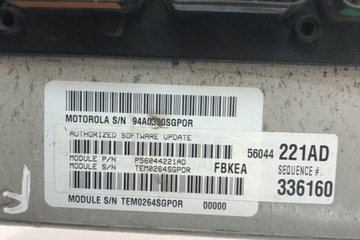 MOTOROLA S/N 94A0300SGPOR
AUTHORIZED SOFTWARE UPDATE
MODULE P/N P56044221AD
MODULE S/N TEM0264SGPOR
FBKEA
56044 221AD
SEQUENCE #.
336160
MODULE S/N TEM0264SGPOR 00000